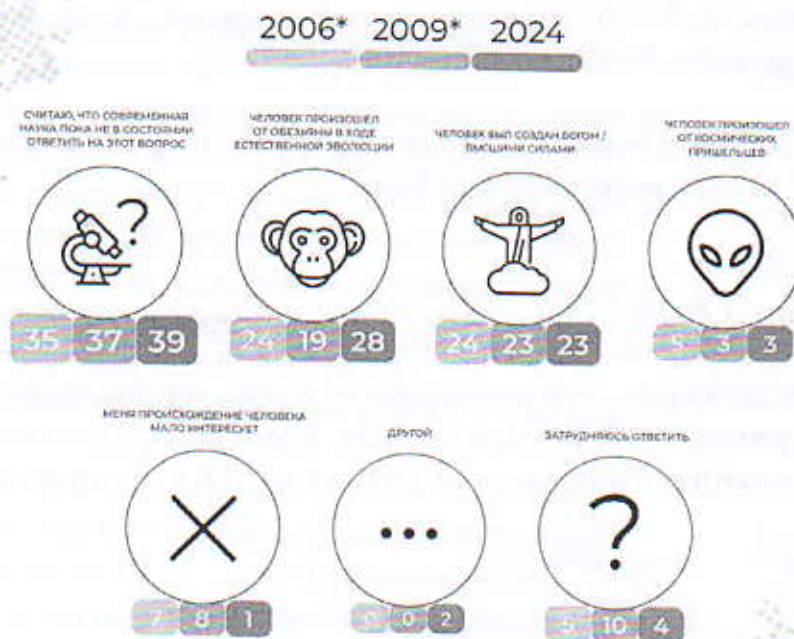 2006* 2009* 2024
СЧИТАЮ, ЧТО СОВРЕМЕННАЯ
НАУКА ПОКА НЕ В СОСТОЯНИИ
ОТВЕТИТЬ НА ЭТОТ ВОПРОС
35 37 39
ЧЕЛОВЕК ПРОИЗОШЕЛ
ОТ ОБЕЗЬЯНЫ В ХОДЕ
ЕСТЕСТВЕННОЙ ЭВОЛЮЦИИ
24 19 28
ЧЕЛОВЕК БЫЛ СОЗДАН БОГОМ /
ВЫСШИМИ СИЛАМИ
24 23 23
ЧЕЛОВЕК ПРОИЗОШЕЛ
ОТ КОСМИЧЕСКИХ
ПРИШЕЛЬЦЕВ
5 3 3
МЕНЯ ПРОИСХОЖДЕНИЕ ЧЕЛОВЕКА
МАЛО ИНТЕРЕСУЕТ
7 8 1
ДРУГОЙ
0 2
ЗАТРУДНЯЮСЬ ОТВЕТИТЬ
10 4